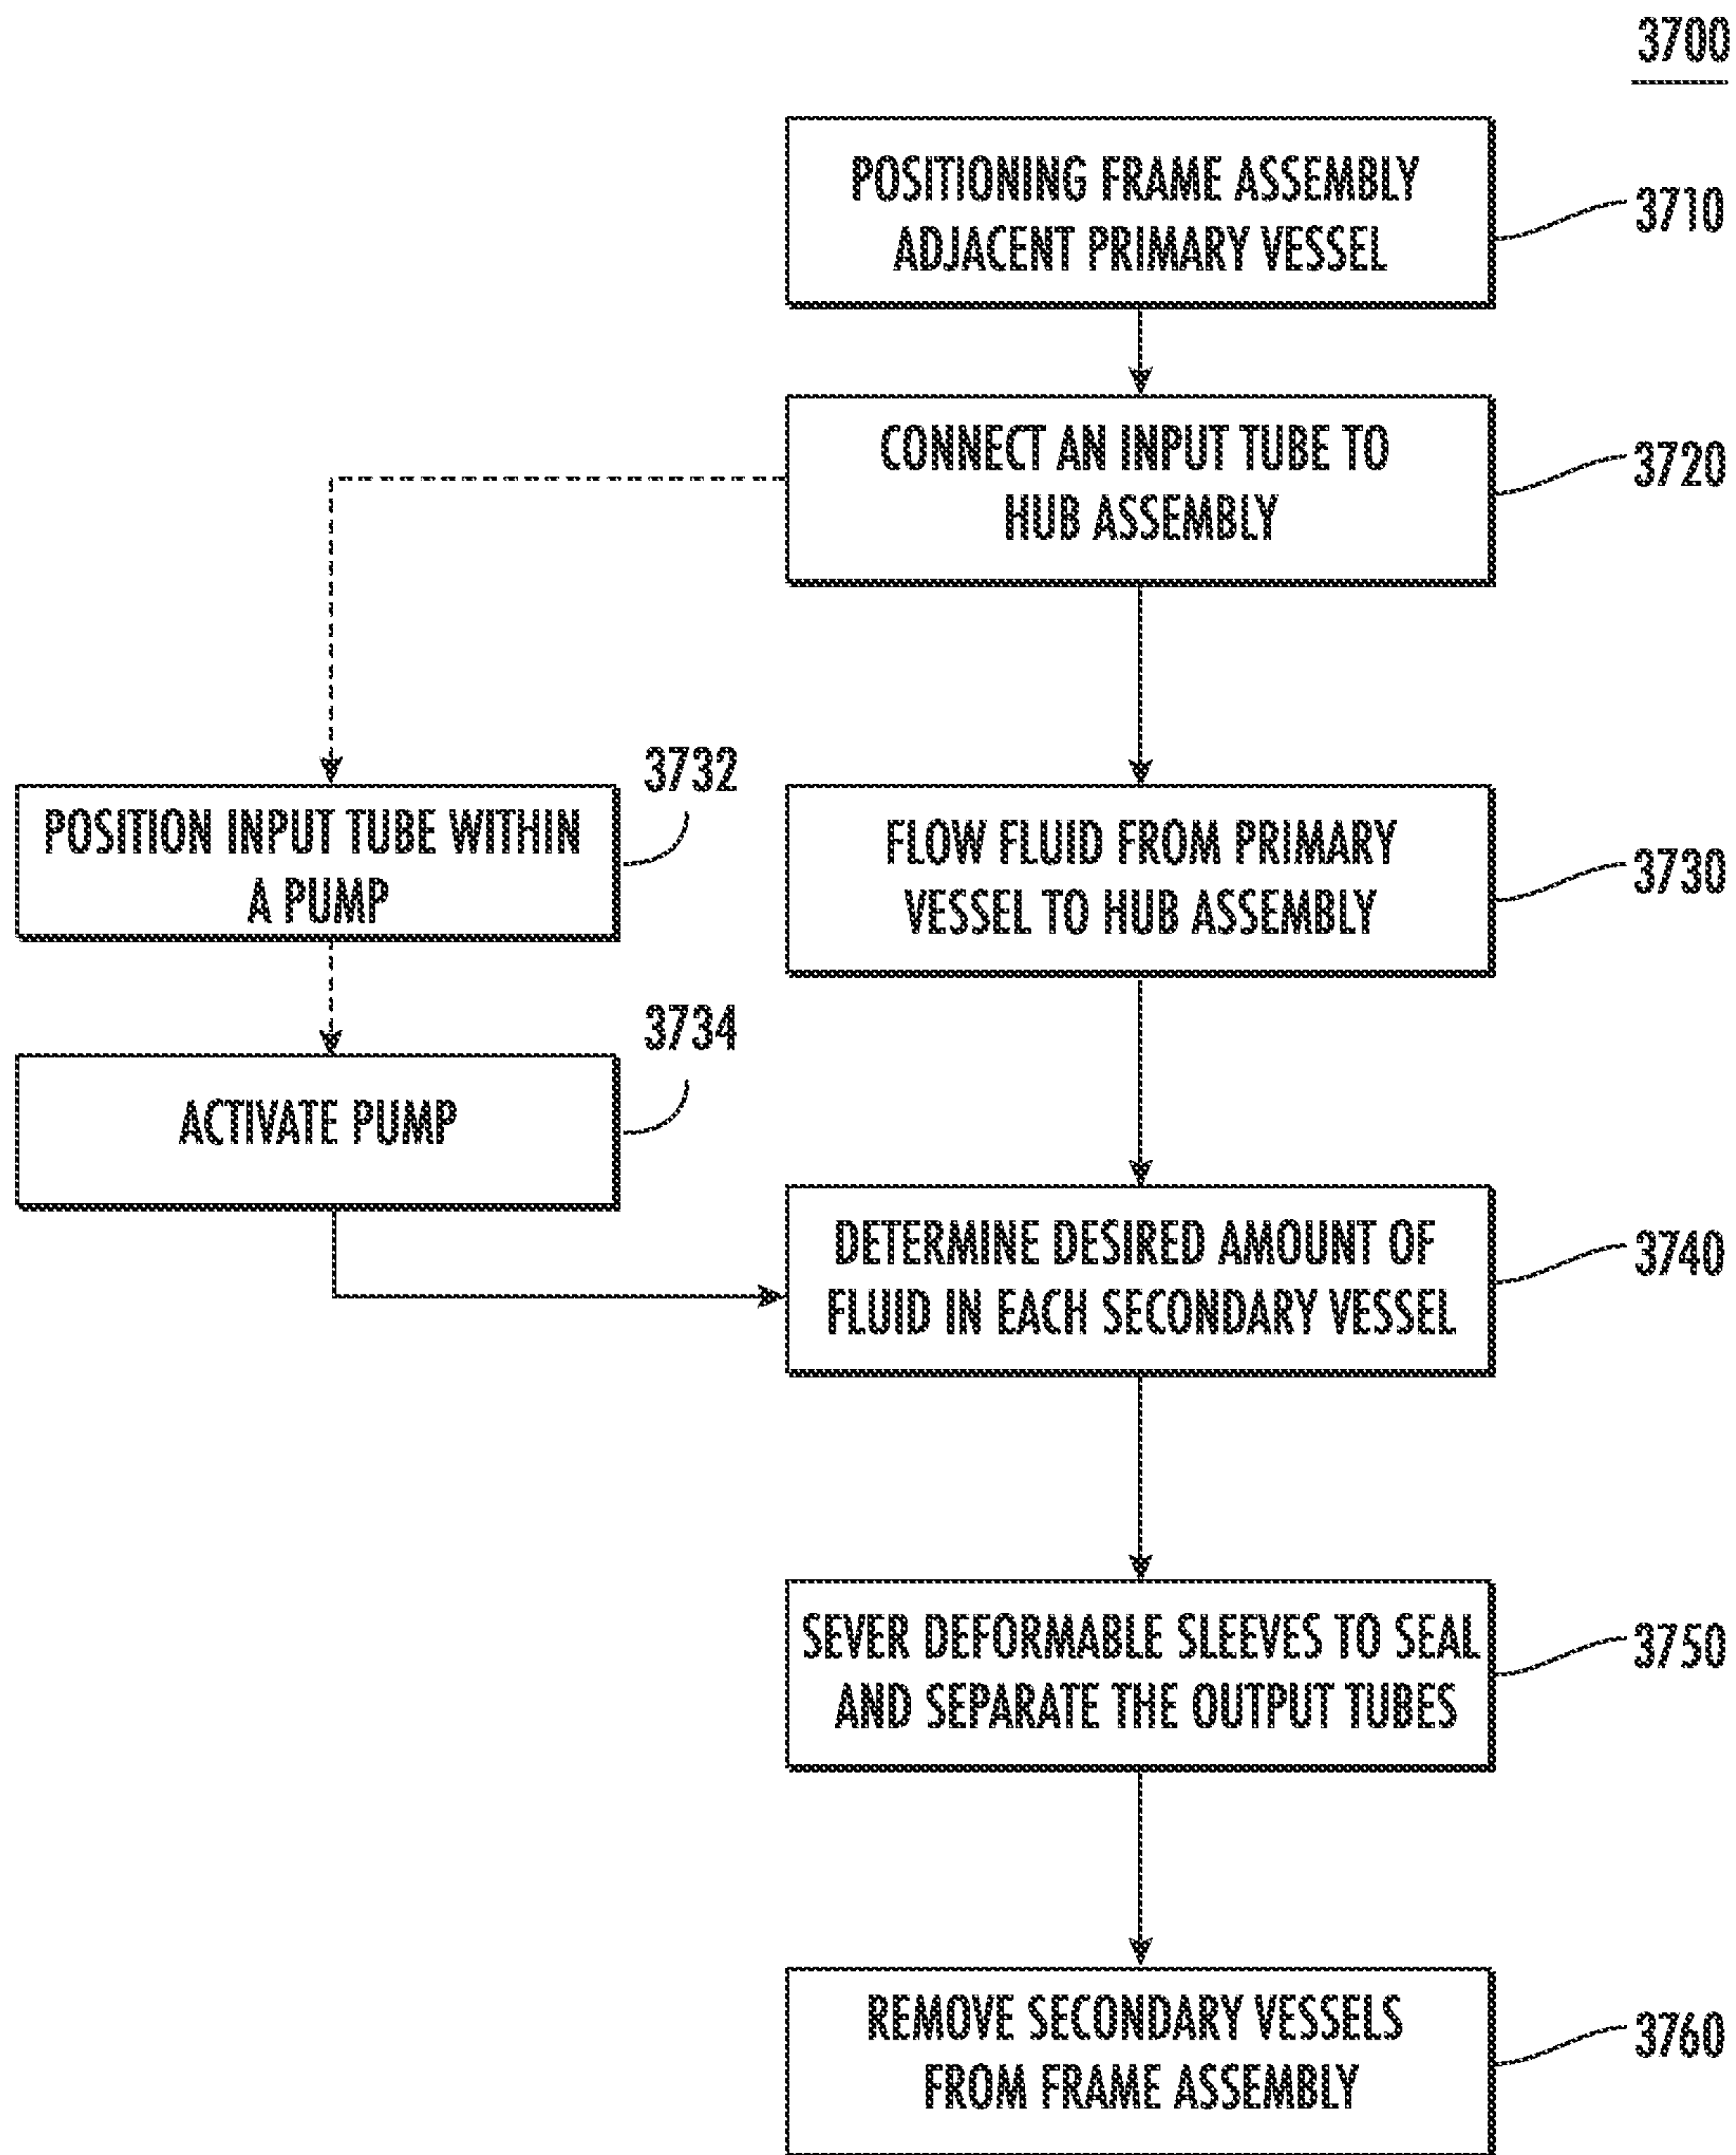 3700
POSITIONING FRAME ASSEMBLY
ADJACENT PRIMARY VESSEL
3710
CONNECT AN INPUT TUBE TO
HUB ASSEMBLY
3720
POSITION INPUT TUBE WITHIN
A PUMP
3732
FLOW FLUID FROM PRIMARY
VESSEL TO HUB ASSEMBLY
3730
ACTIVATE PUMP
3734
DETERMINE DESIRED AMOUNT OF
FLUID IN EACH SECONDARY VESSEL
3740
SEVER DEFORMABLE SLEEVES TO SEAL
AND SEPARATE THE OUTPUT TUBES
3750
REMOVE SECONDARY VESSELS
FROM FRAME ASSEMBLY
3760